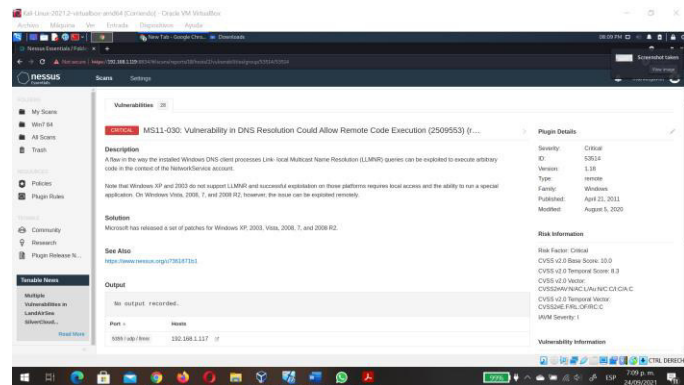 Kali-Linux-2021.2-virtualbox-amd64 [Corriendo] - Oracle VM VirtualBox
Archivo Máquina Ver Entrada Dispositivos Ayuda
New Tab - Google Chro...
Downloads
08:09 PM
Nessus Essentials / Folde
Screenshot taken
View image
Not secure
nessus
Essentials
Scans
Settings
My Scans
Win7 64
All Scans
Trash
Policies
Plugin Rules
Community
Research
Plugin Release N...
Tenable News
Multiple
Vulnerabilities in
LandAirSea
SilverCloud...
Read More
Vulnerabilities 28
CRITICAL MS11-030: Vulnerability in DNS Resolution Could Allow Remote Code Execution (2509553) (r...
Description
A flaw in the way the installed Windows DNS client processes Link- local Multicast Name Resolution (LLMNR) queries can be exploited to execute arbitrary
code in the context of the NetworkService account.
Note that Windows XP and 2003 do not support LLMNR and successful exploitation on those platforms requires local access and the ability to run a special
application. On Windows Vista, 2008, 7, and 2008 R2, however, the issue can be exploited remotely.
Solution
Microsoft has released a set of patches for Windows XP, 2003, Vista, 2008, 7, and 2008 R2.
See Also
Output
No output recorded.
Port
Hosts
5355 / udp / llmnr
192.168.1.117
Plugin Details
Severity: Critical
ID: 53514
Version: 1.18
Type: remote
Family: Windows
Published: April 21, 2011
Modified: August 5, 2020
Risk Information
Risk Factor: Critical
CVSS v2.0 Base Score: 10.0
CVSS v2.0 Temporal Score: 8.3
CVSS v2.0 Vector:
CVSS2#AV:N/AC:L/Au:N/C:C/I:C/A:C
CVSS v2.0 Temporal Vector:
CVSS2#E:F/RL:OF/RC:C
IAVM Severity: I
Vulnerability Information
CTRL DERECH
99%
ESP
7:09 p. m.
24/09/2021